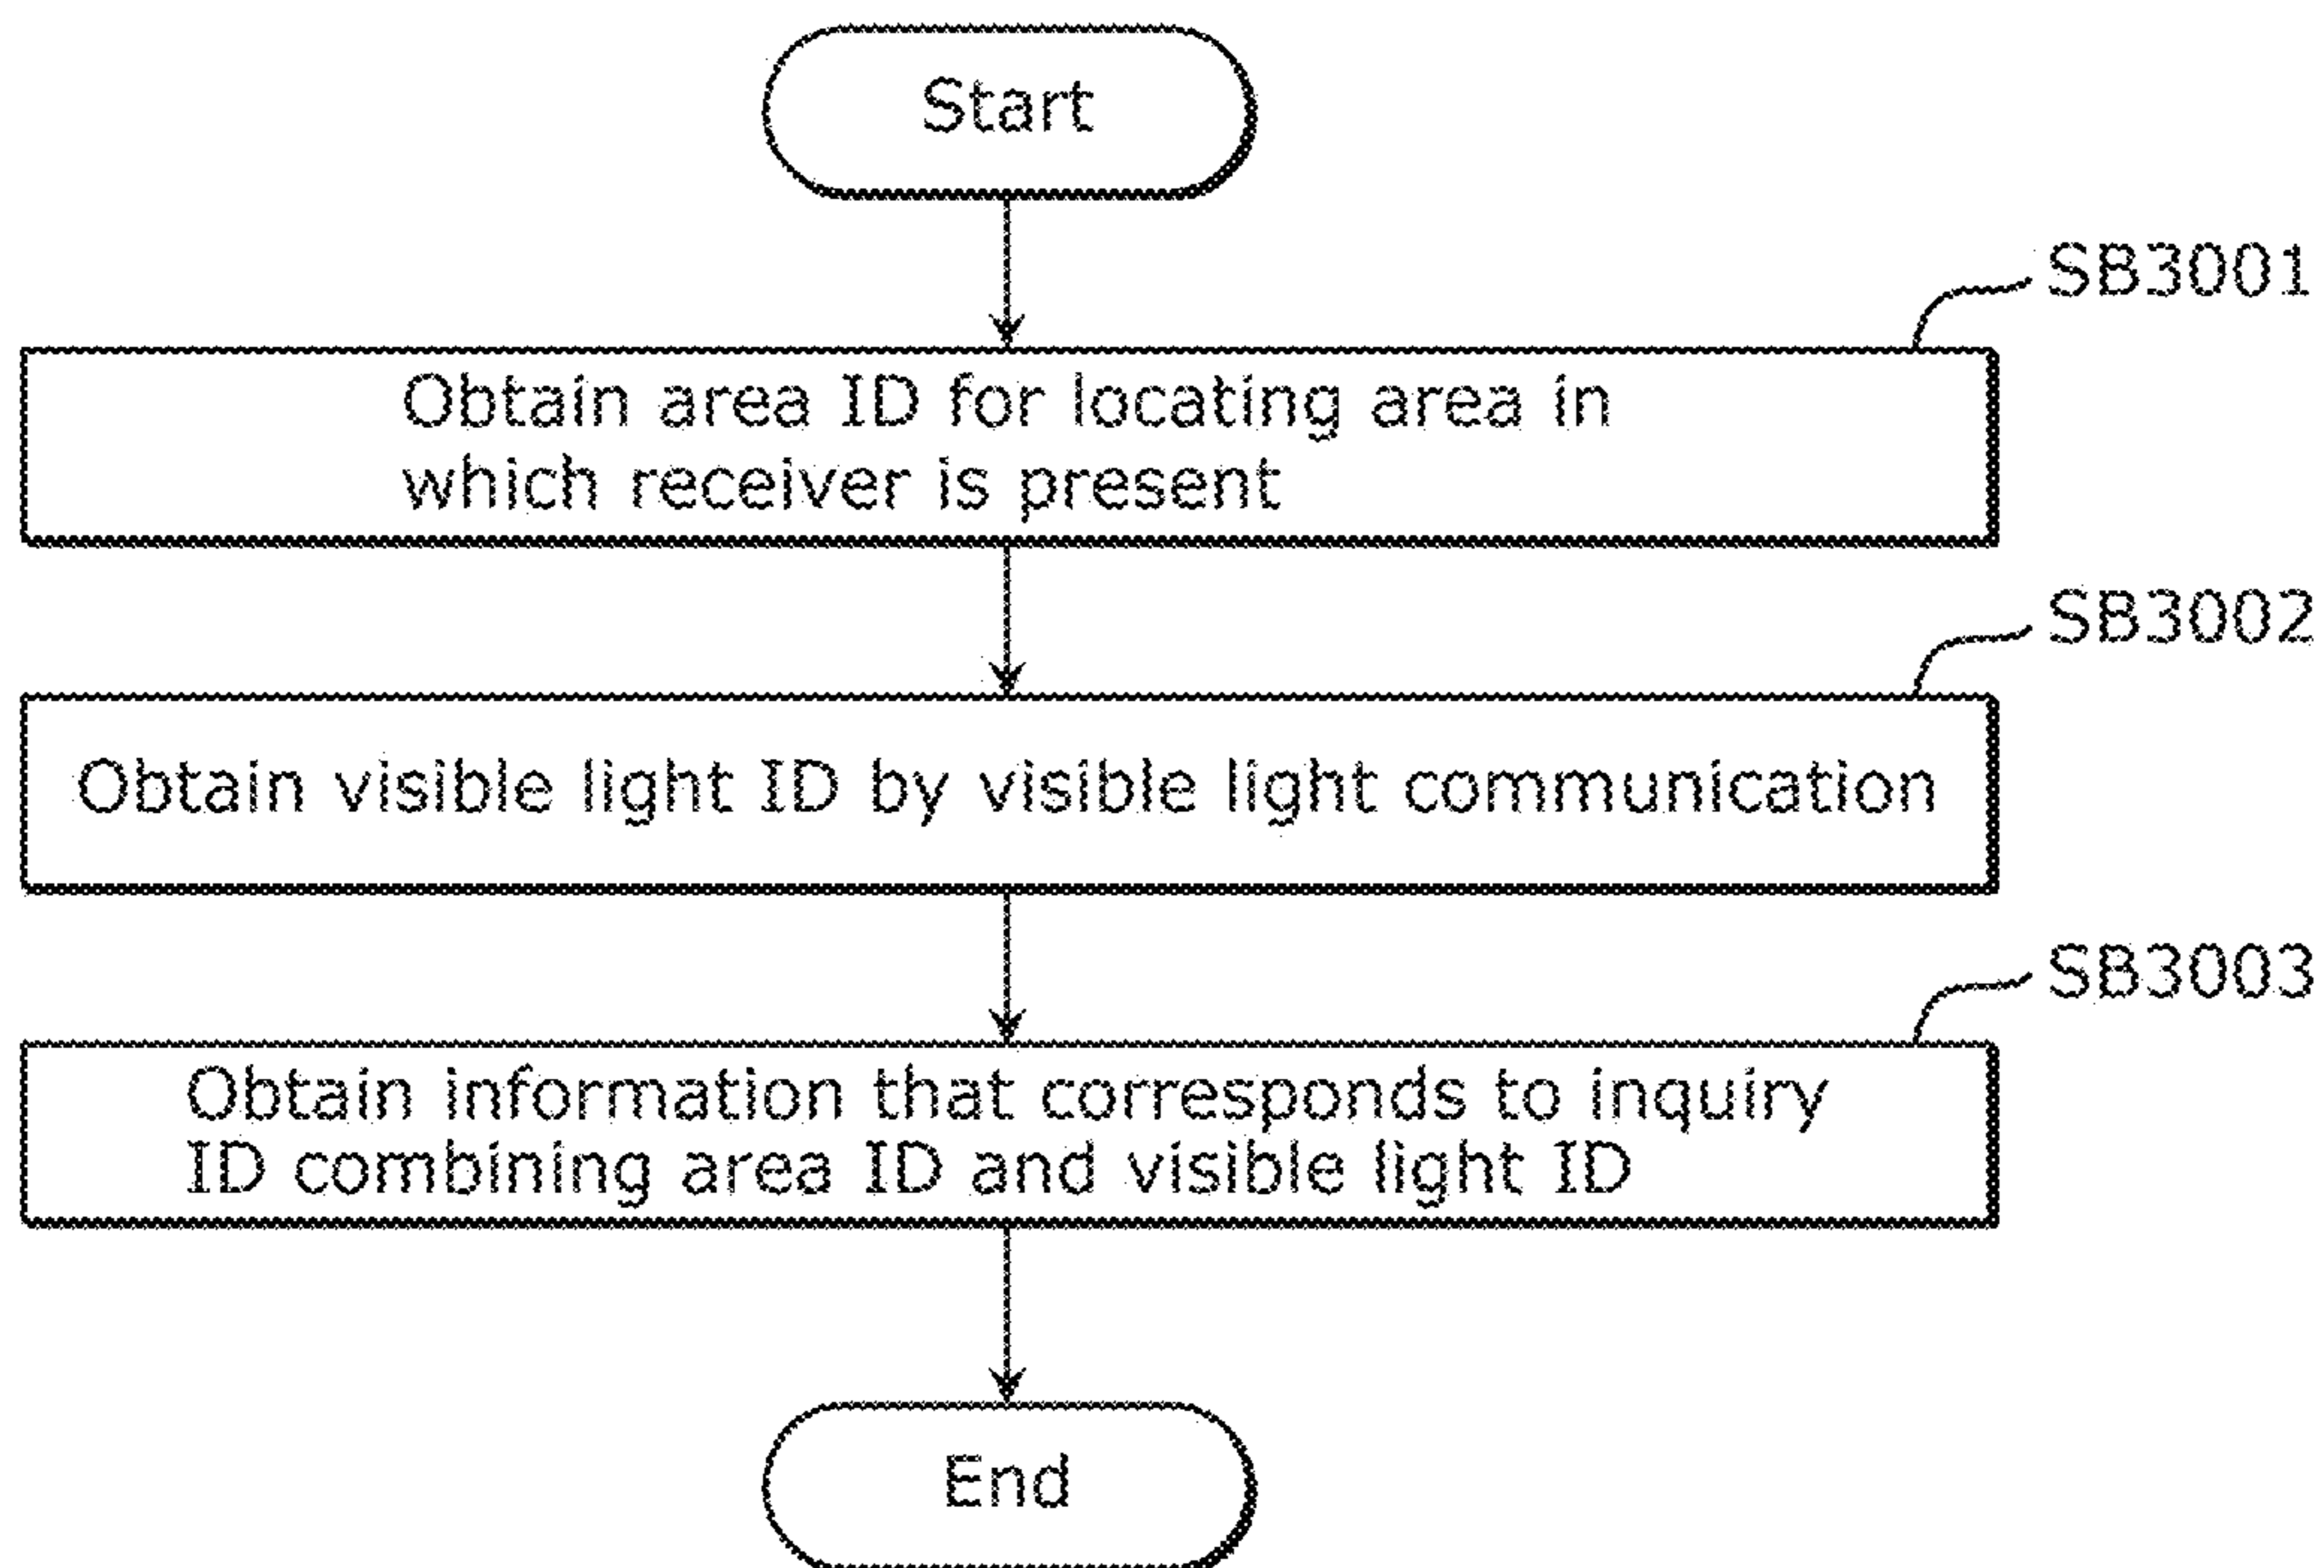 Start
SB3001
Obtain area ID for locating area in
which receiver is present
SB3002
Obtain visible light ID by visible light communication
SB3003
Obtain information that corresponds to inquiry
ID combining area ID and visible light ID
End